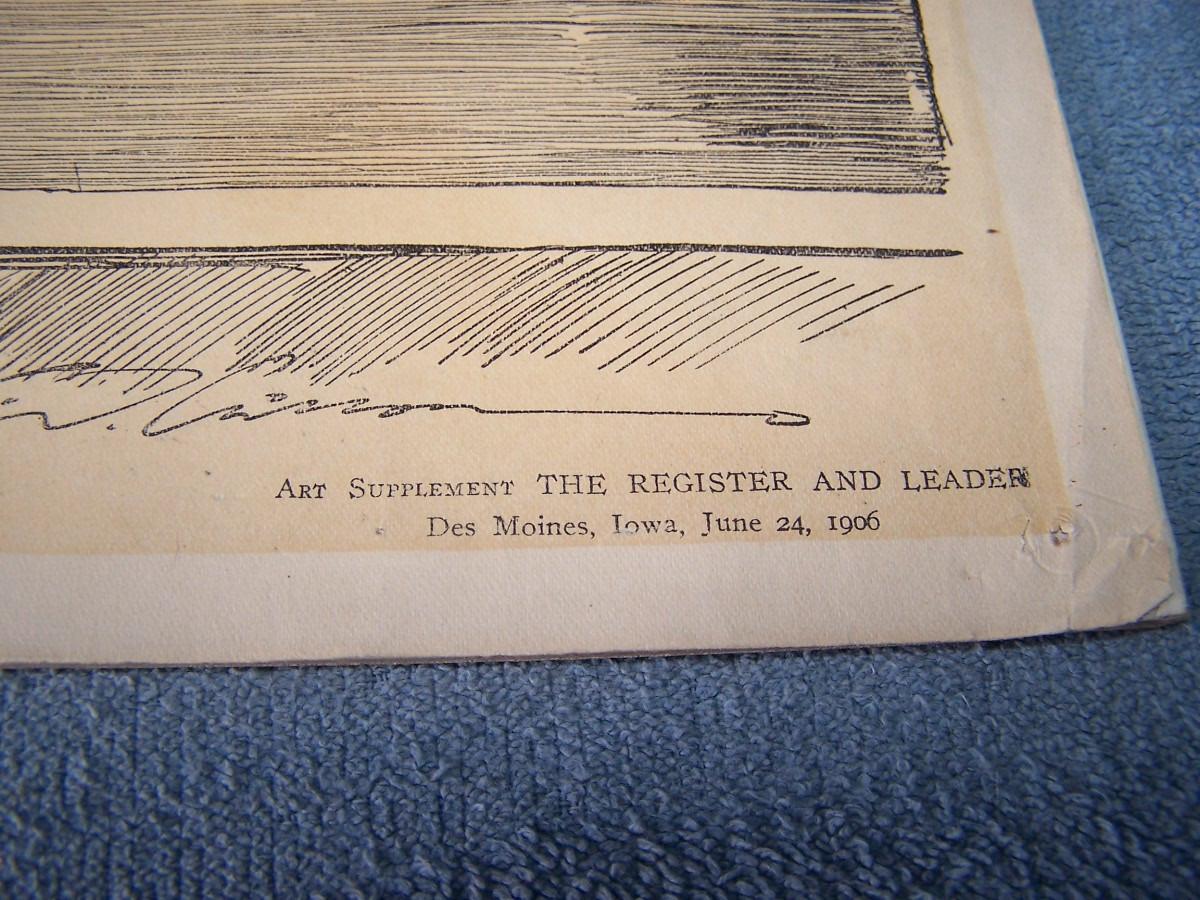 Art Supplement THE REGISTER AND LEADER
Des Moines, Iowa, June 24, 1906